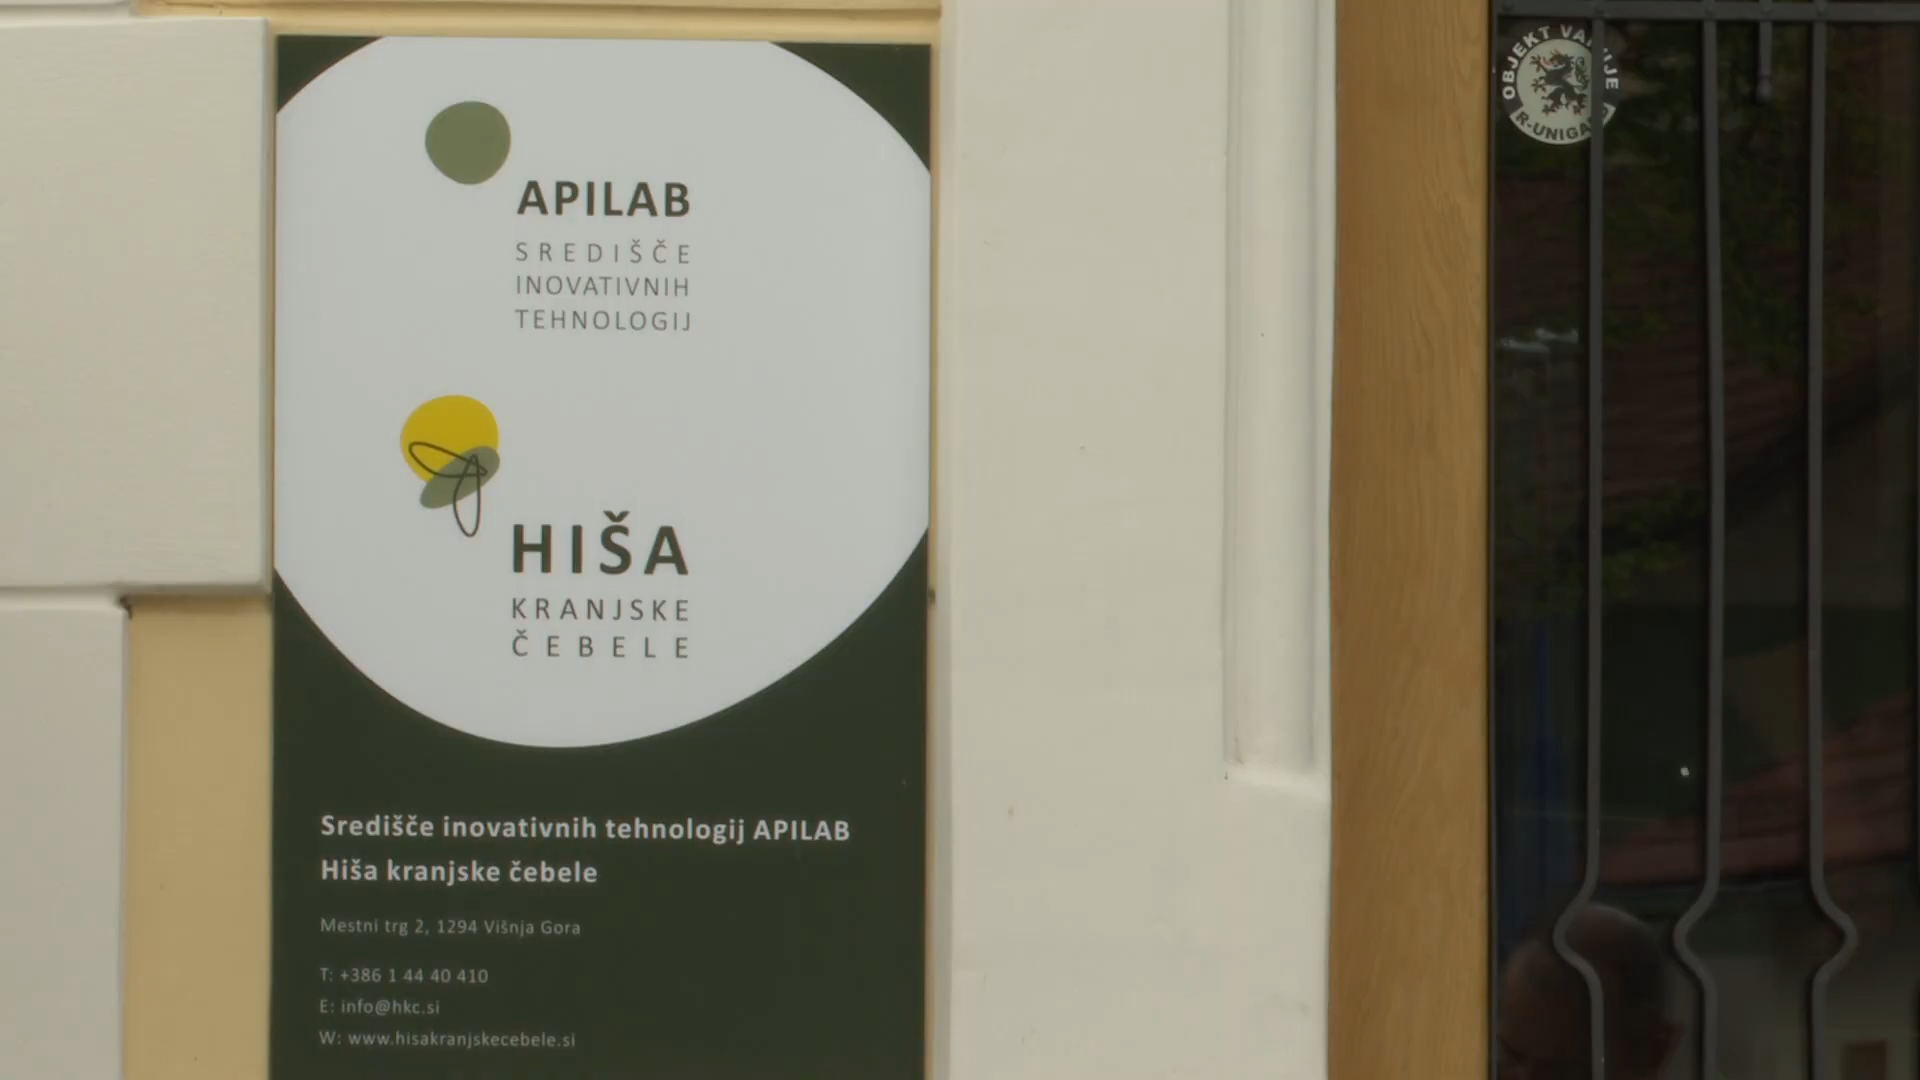 APILAB
SREDIŠČE
INOVATIVNIH
TEHNOLOGIJ
HIŠA
KRANJSKE
ČEBELE
Središče inovativnih tehnologij APILAB
Hiša kranjske čebele
Mestni trg 2, 1294 Višnja Gora
T: +386 1 44 40 410
E: info@hkc.si
W: www.hisakranjskecebele.si
OBJEKT